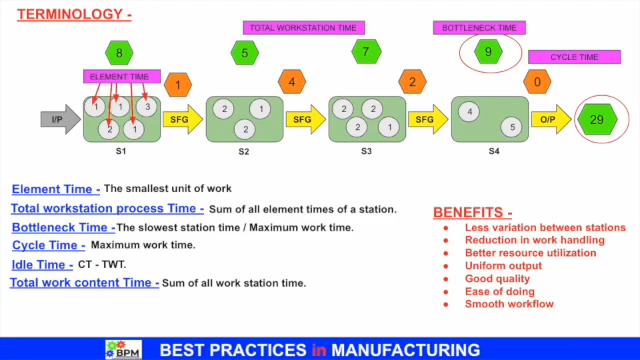 TERMINOLOGY -
TOTAL WORKSTATION TIME
BOTTLENECK TIME
8
5
7
9
CYCLE TIME
ELEMENT TIME
1
4
2
0
I/P
1
1
3
2
1
SFG
2
1
2
SFG
2
2
2
1
SFG
4
5
O/P
29
S1
S2
S3
S4
Element Time - The smallest unit of work
Total workstation process Time - Sum of all element times of a station.
Bottleneck Time - The slowest station time / Maximum work time.
Cycle Time - Maximum work time.
Idle Time - CT - TWT.
Total work content Time - Sum of all work station time.
BENEFITS -
Less variation between stations
Reduction in work handling
Better resource utilization
Uniform output
Good quality
Ease of doing
Smooth workflow
BPM
BEST PRACTICES in MANUFACTURING